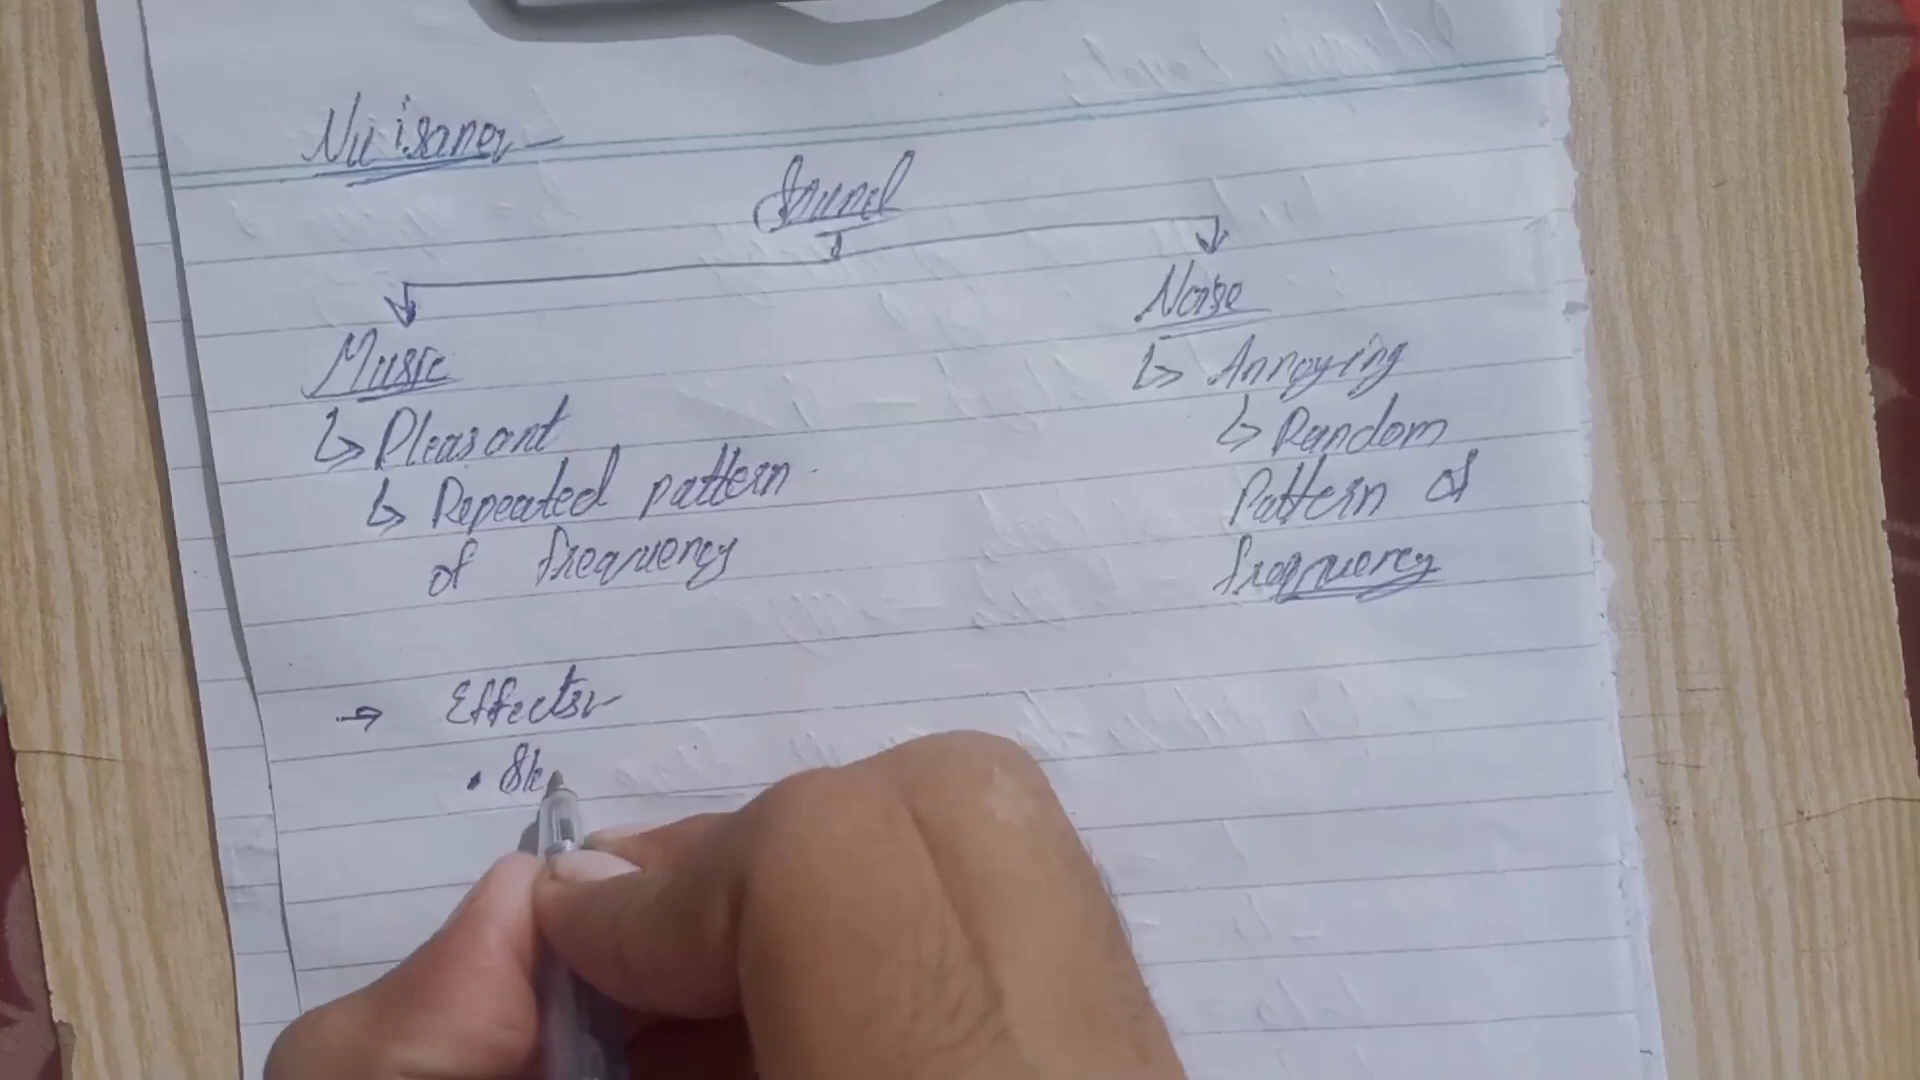 Nuisance
Sound
Music
Noise
↳ Pleasant
↳ Repeated pattern
of frequency
↳ Annoying
↳ Random
Pattern of
frequency
→ Effects